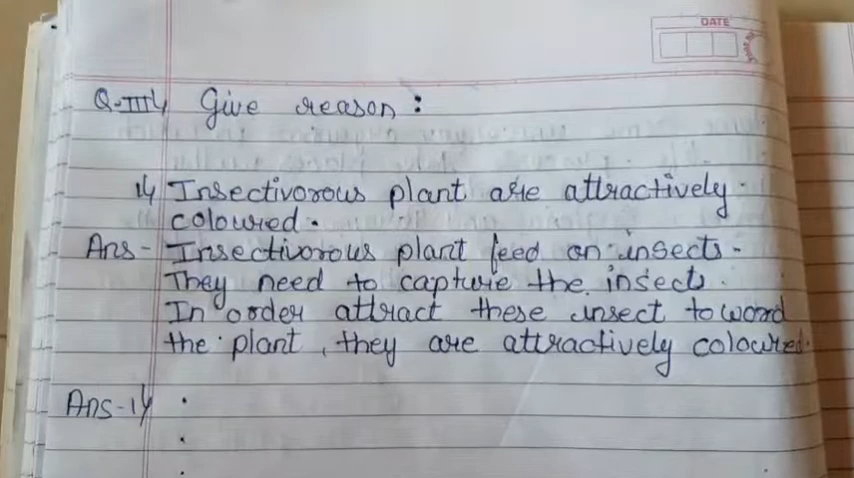 DATE
Q-III) Give reason :
1) Insectivorous plant are attractively
coloured.
Ans - Insectivorous plant feed on insects.
They need to capture the insects.
In order attract these insect toword
the plant, they are attractively coloured.
Ans-1)